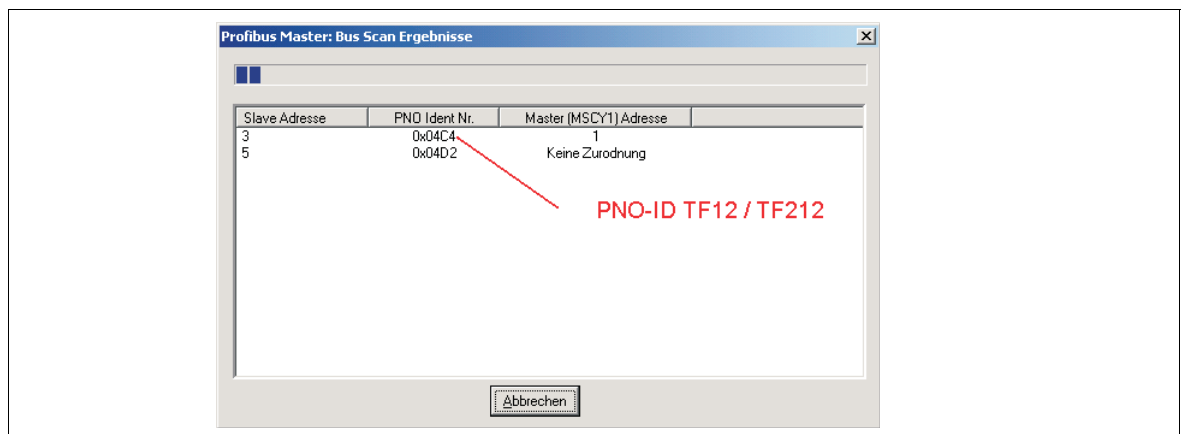 Profibus Master: Bus Scan Ergebnisse
Slave Adresse PNO Ident Nr. Master (MSCY1) Adresse
3 0x04C4 1
5 0x04D2 Keine Zurodnung
PNO-ID TF12 / TF212
Abbrechen